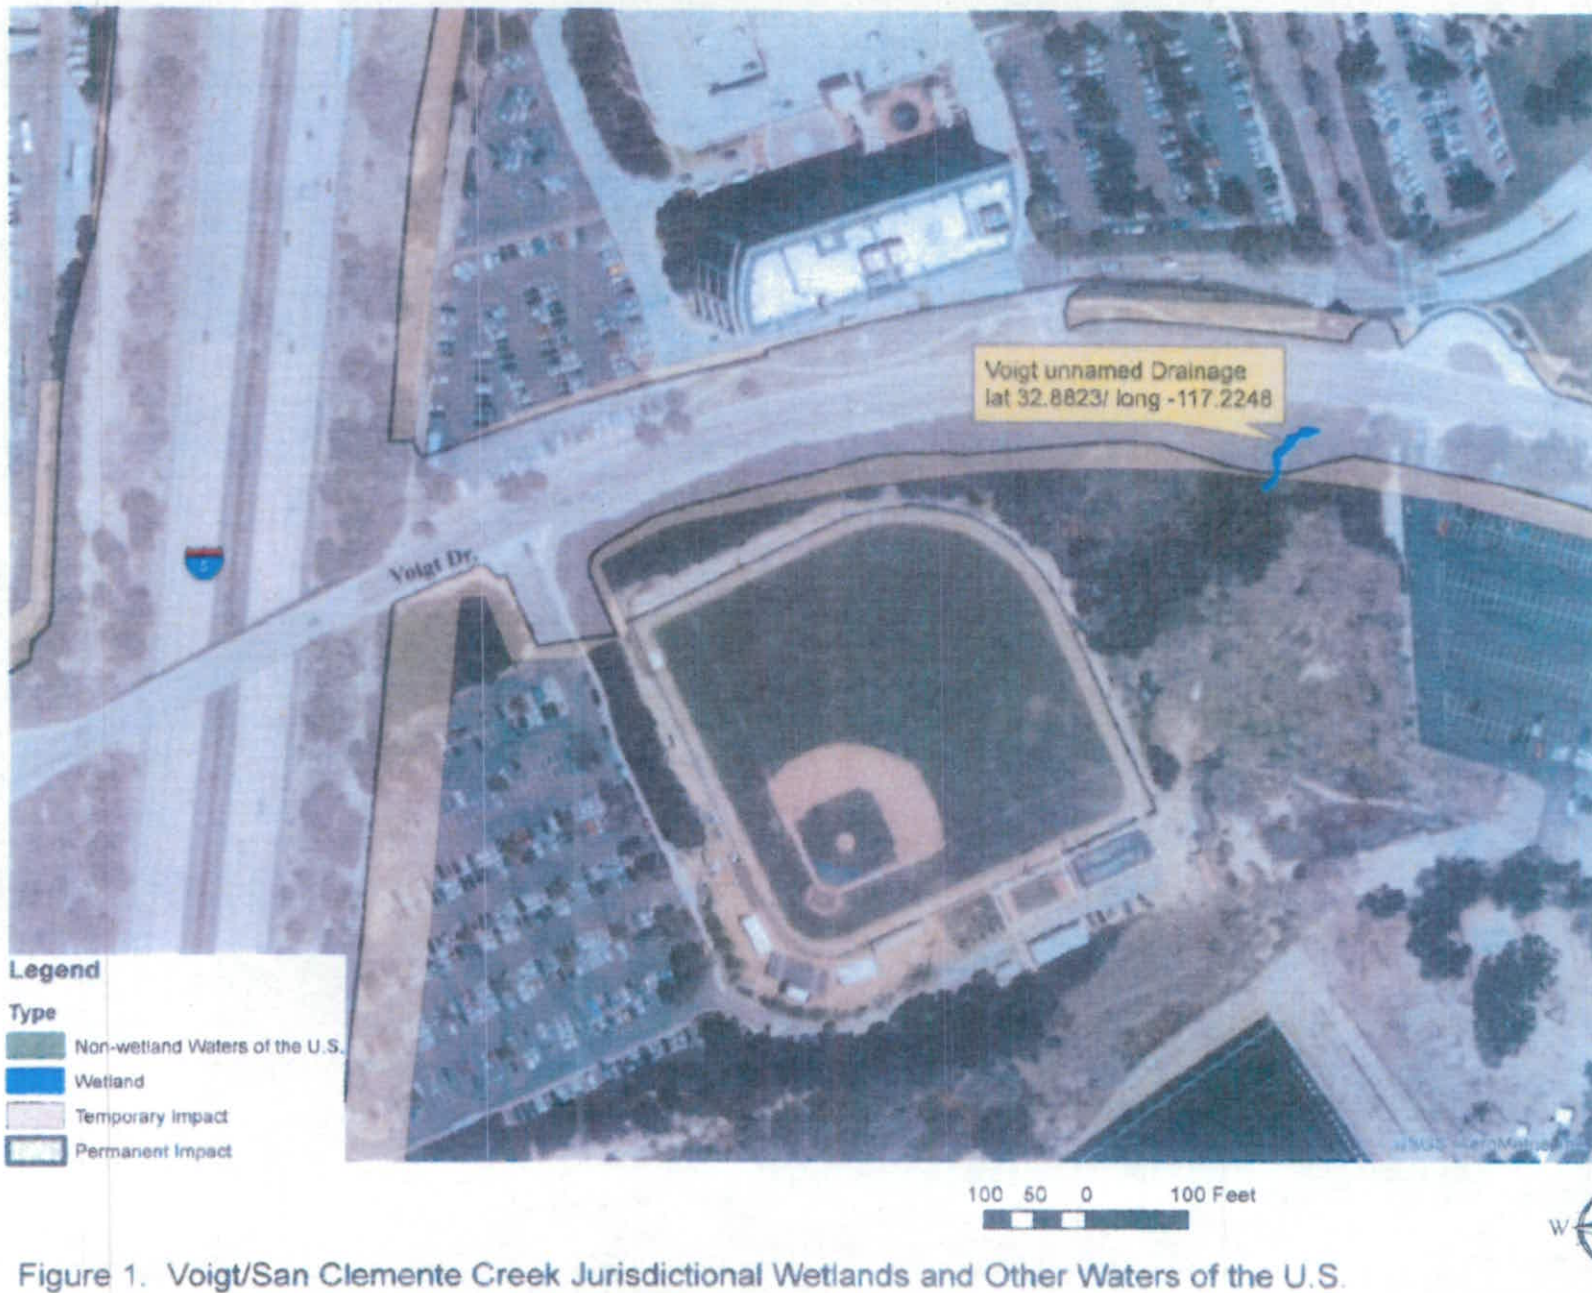 Voigt unnamed Drainage
lat 32.8823/ long -117.2248
Voigt Dr.
5
Legend
Type
Non-wetland Waters of the U.S.
Wetland
Temporary Impact
Permanent Impact
100 50 0 100 Feet
W
Figure 1. Voigt/San Clemente Creek Jurisdictional Wetlands and Other Waters of the U.S.